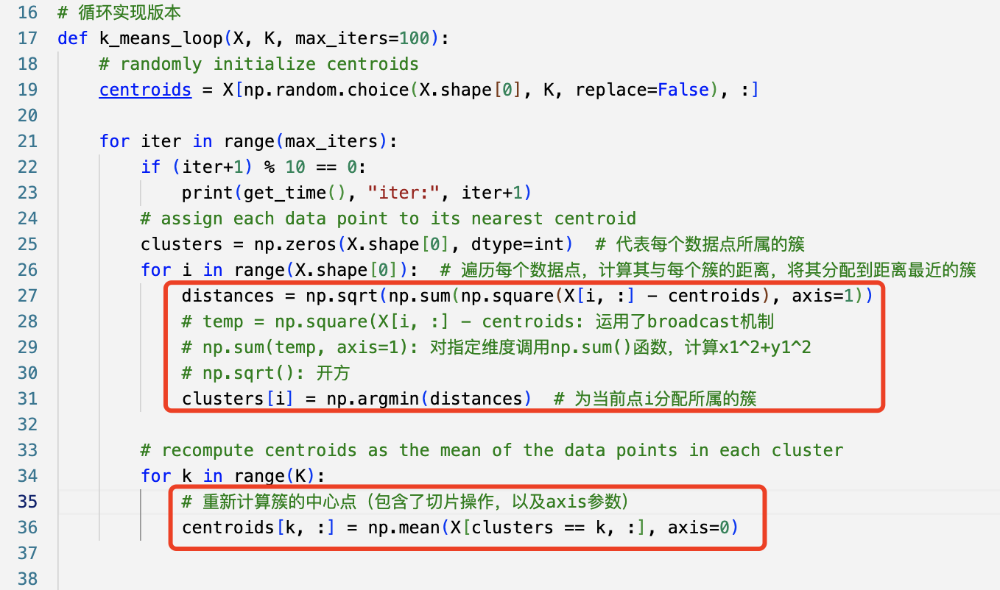 16 # 循环实现版本
17 def k_means_loop(X, K, max_iters=100):
18 # randomly initialize centroids
19 centroids = X[np.random.choice(X.shape[0], K, replace=False), :]
20
21 for iter in range(max_iters):
22 if (iter+1) % 10 == 0:
23 print(get_time(), "iter:", iter+1)
24 # assign each data point to its nearest centroid
25 clusters = np.zeros(X.shape[0], dtype=int) # 代表每个数据点所属的簇
26 for i in range(X.shape[0]): # 遍历每个数据点，计算其与每个簇的距离，将其分配到距离最近的簇
27 distances = np.sqrt(np.sum(np.square(X[i, :] - centroids), axis=1))
28 # temp = np.square(X[i, :] - centroids: 运用了broadcast机制
29 # np.sum(temp, axis=1): 对指定维度调用np.sum()函数，计算x1^2+y1^2
30 # np.sqrt(): 开方
31 clusters[i] = np.argmin(distances) # 为当前点i分配所属的簇
32
33 # recompute centroids as the mean of the data points in each cluster
34 for k in range(K):
35 # 重新计算簇的中心点（包含了切片操作，以及axis参数）
36 centroids[k, :] = np.mean(X[clusters == k, :], axis=0)
37
38